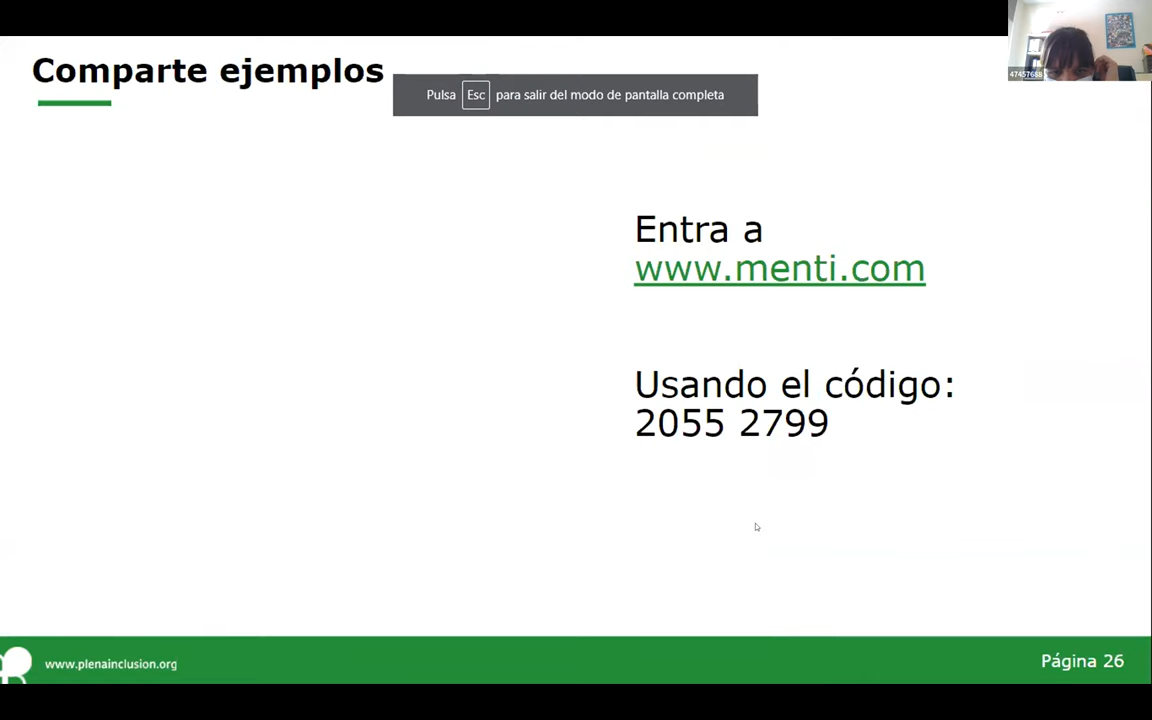 Comparte ejemplos
Pulsa Esc para salir del modo de pantalla completa
47457688
Entra a
www.menti.com
Usando el código:
2055 2799
www.plenainclusion.org
Página 26